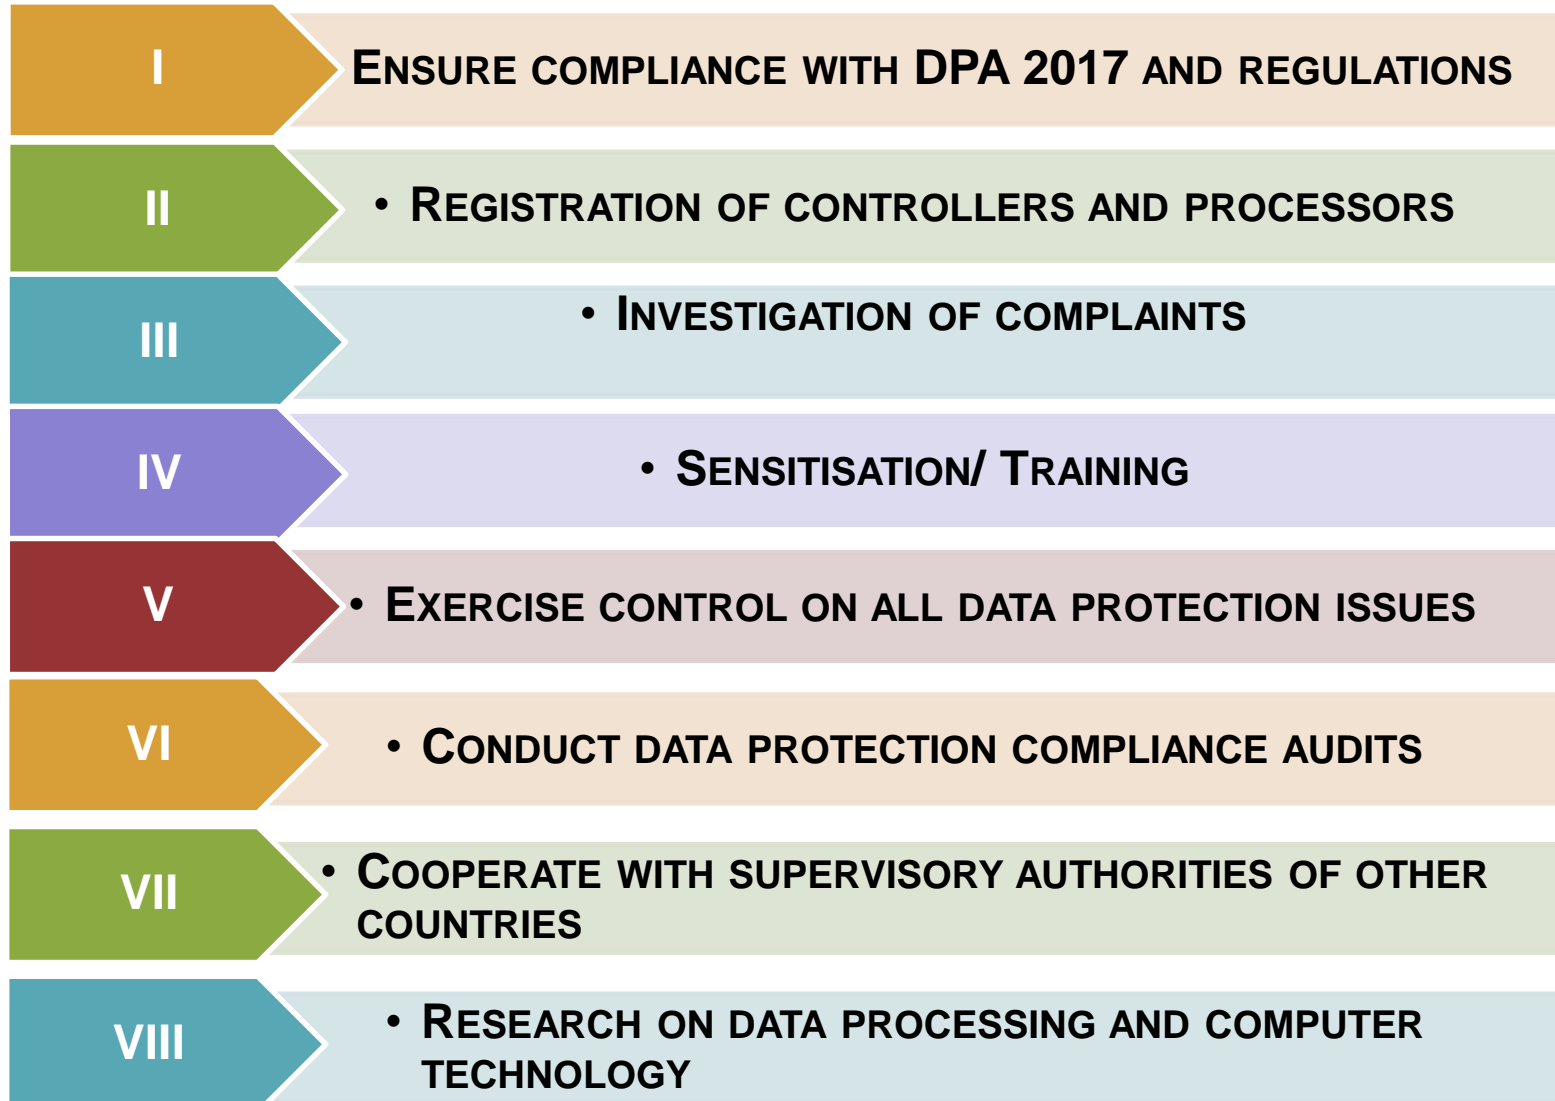 I
ENSURE COMPLIANCE WITH DPA 2017 AND REGULATIONS
II
• REGISTRATION OF CONTROLLERS AND PROCESSORS
III
• INVESTIGATION OF COMPLAINTS
IV
• SENSITISATION/ TRAINING
V
• EXERCISE CONTROL ON ALL DATA PROTECTION ISSUES
VI
• CONDUCT DATA PROTECTION COMPLIANCE AUDITS
VII
• COOPERATE WITH SUPERVISORY AUTHORITIES OF OTHER
COUNTRIES
VIII
• RESEARCH ON DATA PROCESSING AND COMPUTER
TECHNOLOGY